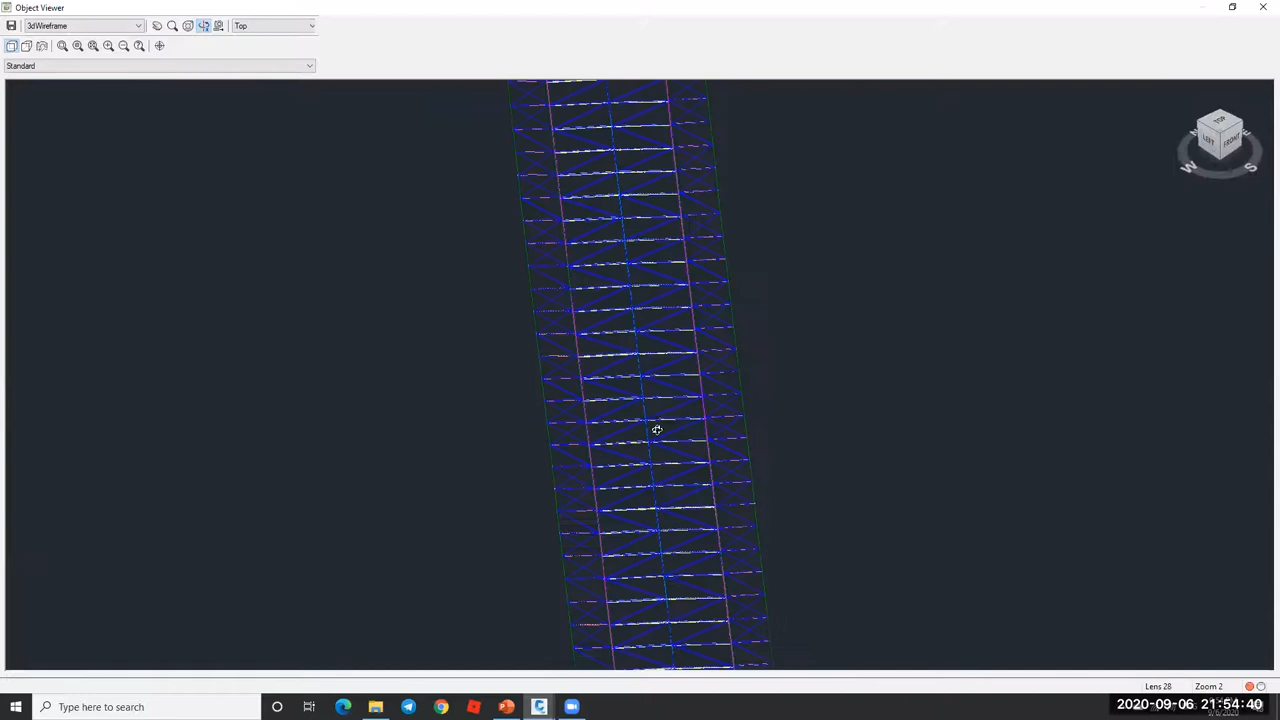 Object Viewer
3dWireframe
Top
Standard
TOP
LEFT
FRONT
W
S
Lens 28
Zoom 2
Type here to search
2020-09-06 21:54:40